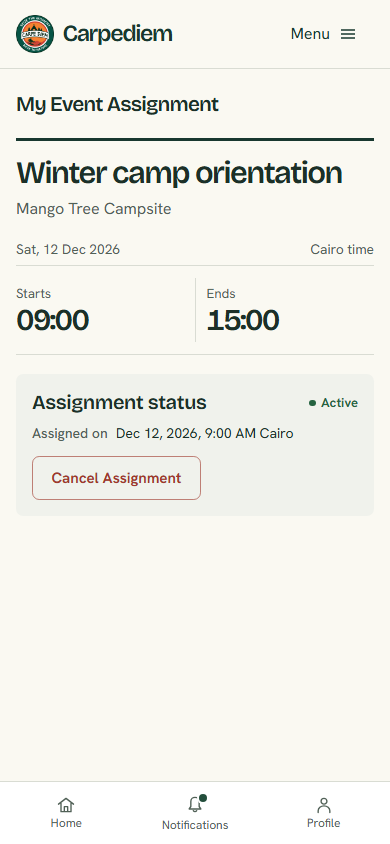 CARPE DIEM
Carpediem
Menu
My Event Assignment
Winter camp orientation
Mango Tree Campsite
Sat, 12 Dec 2026
Cairo time
Starts
Ends
09:00
15:00
Assignment status
Active
Assigned on Dec 12, 2026, 9:00 AM Cairo
Cancel Assignment
Home
Notifications
Profile